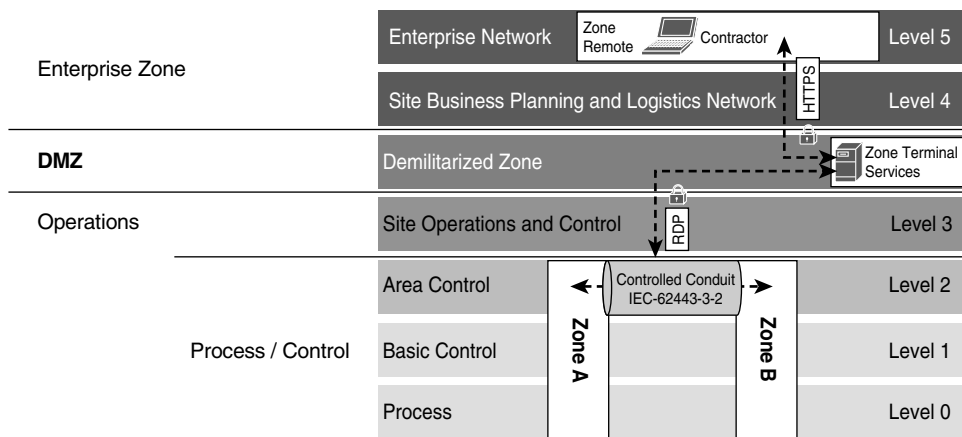 Enterprise Zone
Enterprise Network
Zone
Remote
Contractor
Level 5
HTTPS
Site Business Planning and Logistics Network
Level 4
DMZ
Demilitarized Zone
Zone Terminal
Services
Operations
Site Operations and Control
RDP
Level 3
Process / Control
Area Control
Controlled Conduit
IEC-62443-3-2
Level 2
Zone A
Zone B
Basic Control
Level 1
Process
Level 0